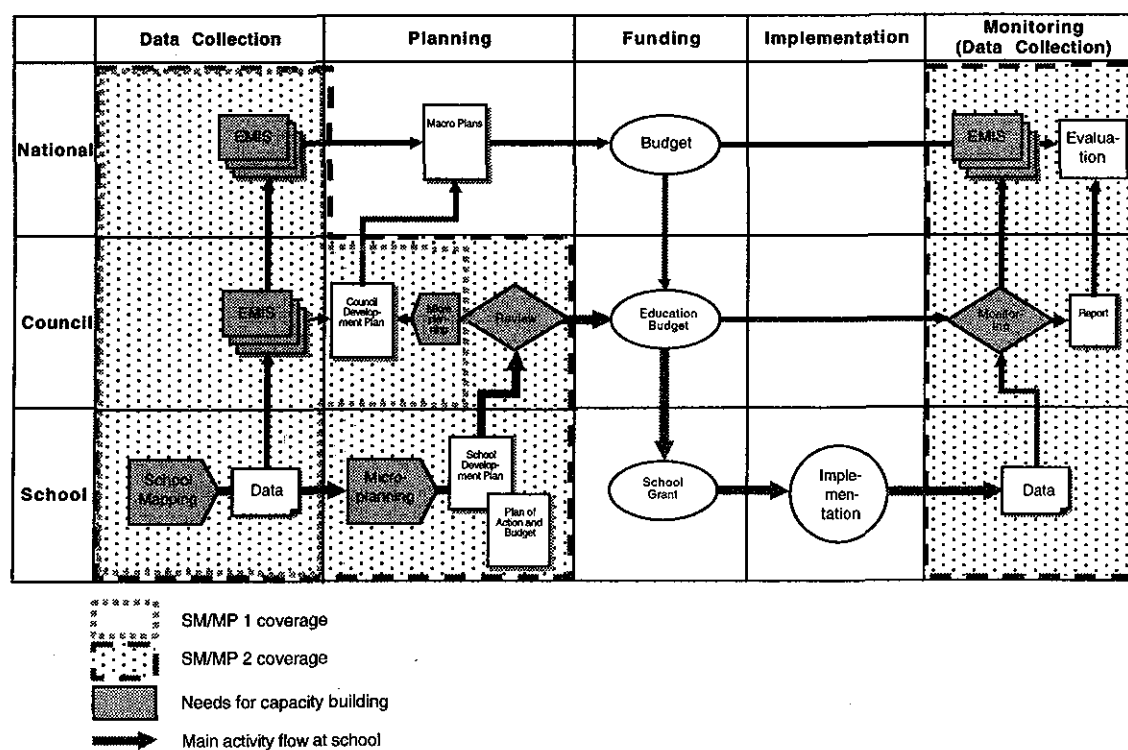 Data Collection
Planning
Funding
Implementation
Monitoring
(Data Collection)
National
EMIS
Macro Plans
Budget
EMIS
Evalua-
tion
Council
EMIS
Council
Development
Plan
Review
Education
Budget
Monitor-
ing
Report
School
School
Mapping
Data
Micro-
planning
School
Develop-
ment Plan
Plan of
Action and
Budget
School
Grant
Imple-
men-
tation
Data
SM/MP 1 coverage
SM/MP 2 coverage
Needs for capacity building
Main activity flow at school